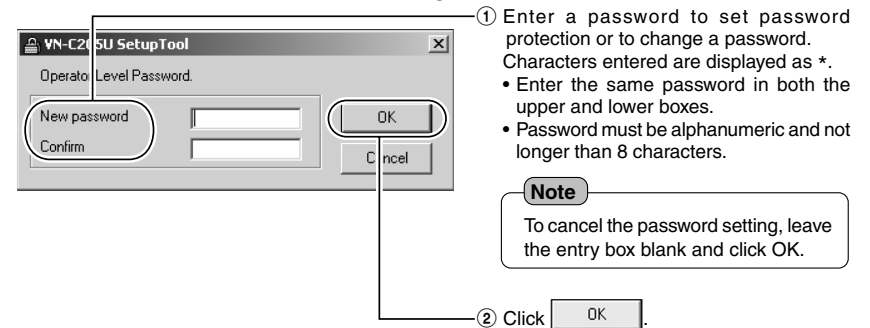 VN-C205U SetupTool
Operator Level Password.
New password
Confirm
OK
Cancel
① Enter a password to set password
protection or to change a password.
Characters entered are displayed as *.
• Enter the same password in both the
upper and lower boxes.
• Password must be alphanumeric and not
longer than 8 characters.
Note
To cancel the password setting, leave
the entry box blank and click OK.
② Click OK .